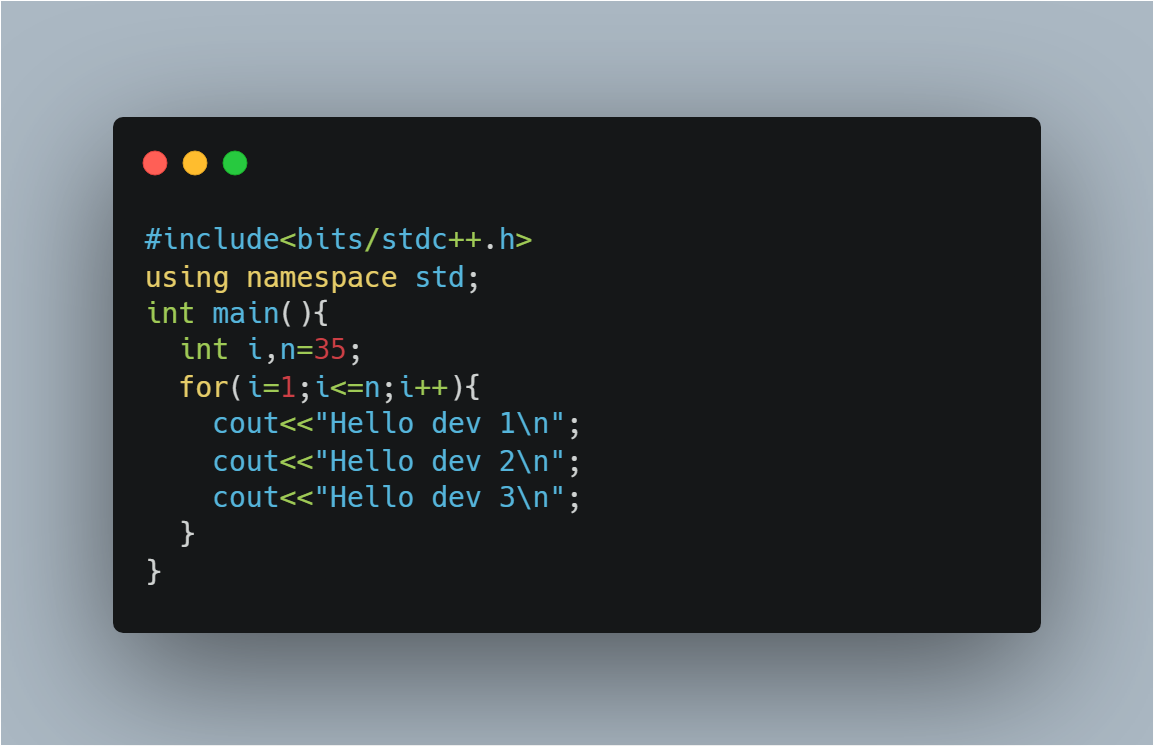 #include<bits/stdc++.h>
using namespace std;
int main(){
  int i,n=35;
  for(i=1;i<=n;i++){
    cout<<"Hello dev 1\n";
    cout<<"Hello dev 2\n";
    cout<<"Hello dev 3\n";
  }
}